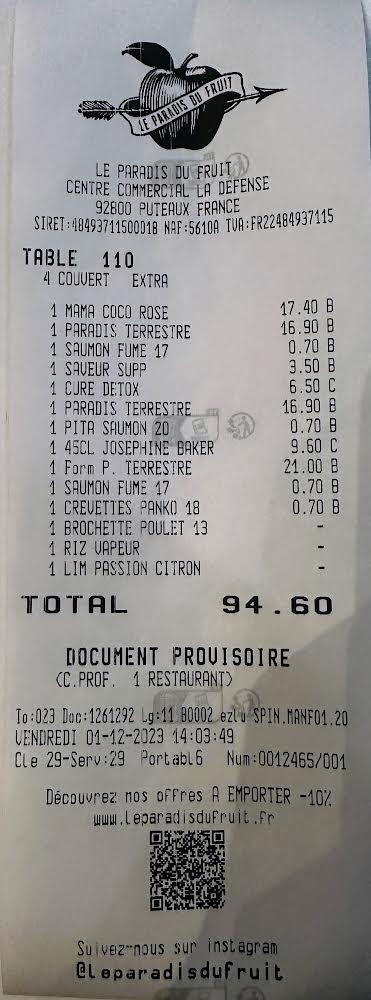 LE PARADIS DU FRUIT
LE PARADIS DU FRUIT
CENTRE COMMERCIAL LA DEFENSE
92800 PUTEAUX FRANCE
SIRET:48493711500018 NAF:5610A TVA:FR22484937115
TABLE 110
4 COUVERT EXTRA
1 MAMA COCO ROSE 17.40 B
1 PARADIS TERRESTRE 16.90 B
1 SAUMON FUME 17 0.70 B
1 SAVEUR SUPP 3.50 B
1 CURE DETOX 6.50 C
1 PARADIS TERRESTRE 16.90 B
1 PITA SAUMON 20 0.70 B
1 45CL JOSEPHINE BAKER 9.60 C
1 Form P. TERRESTRE 21.00 B
1 SAUMON FUME 17 0.70 B
1 CREVETTES PANKO 18 0.70 B
1 BROCHETTE POULET 13 -
1 RIZ VAPEUR -
1 LIM PASSION CITRON -
TOTAL 94.60
DOCUMENT PROVISOIRE
(C.PROF. 1 RESTAURANT)
To:023 Doc:1261292 Lg:11 B0002 ezlu SPIN.MANF01.20
VENDREDI 01-12-2023 14:03:49
Cle 29-Serv:29 Portabl6 Num:0012465/001
Découvrez nos offres A EMPORTER -10%
www.leparadisdufruit.fr
Suivez-nous sur instagram
@leparadisdufruit